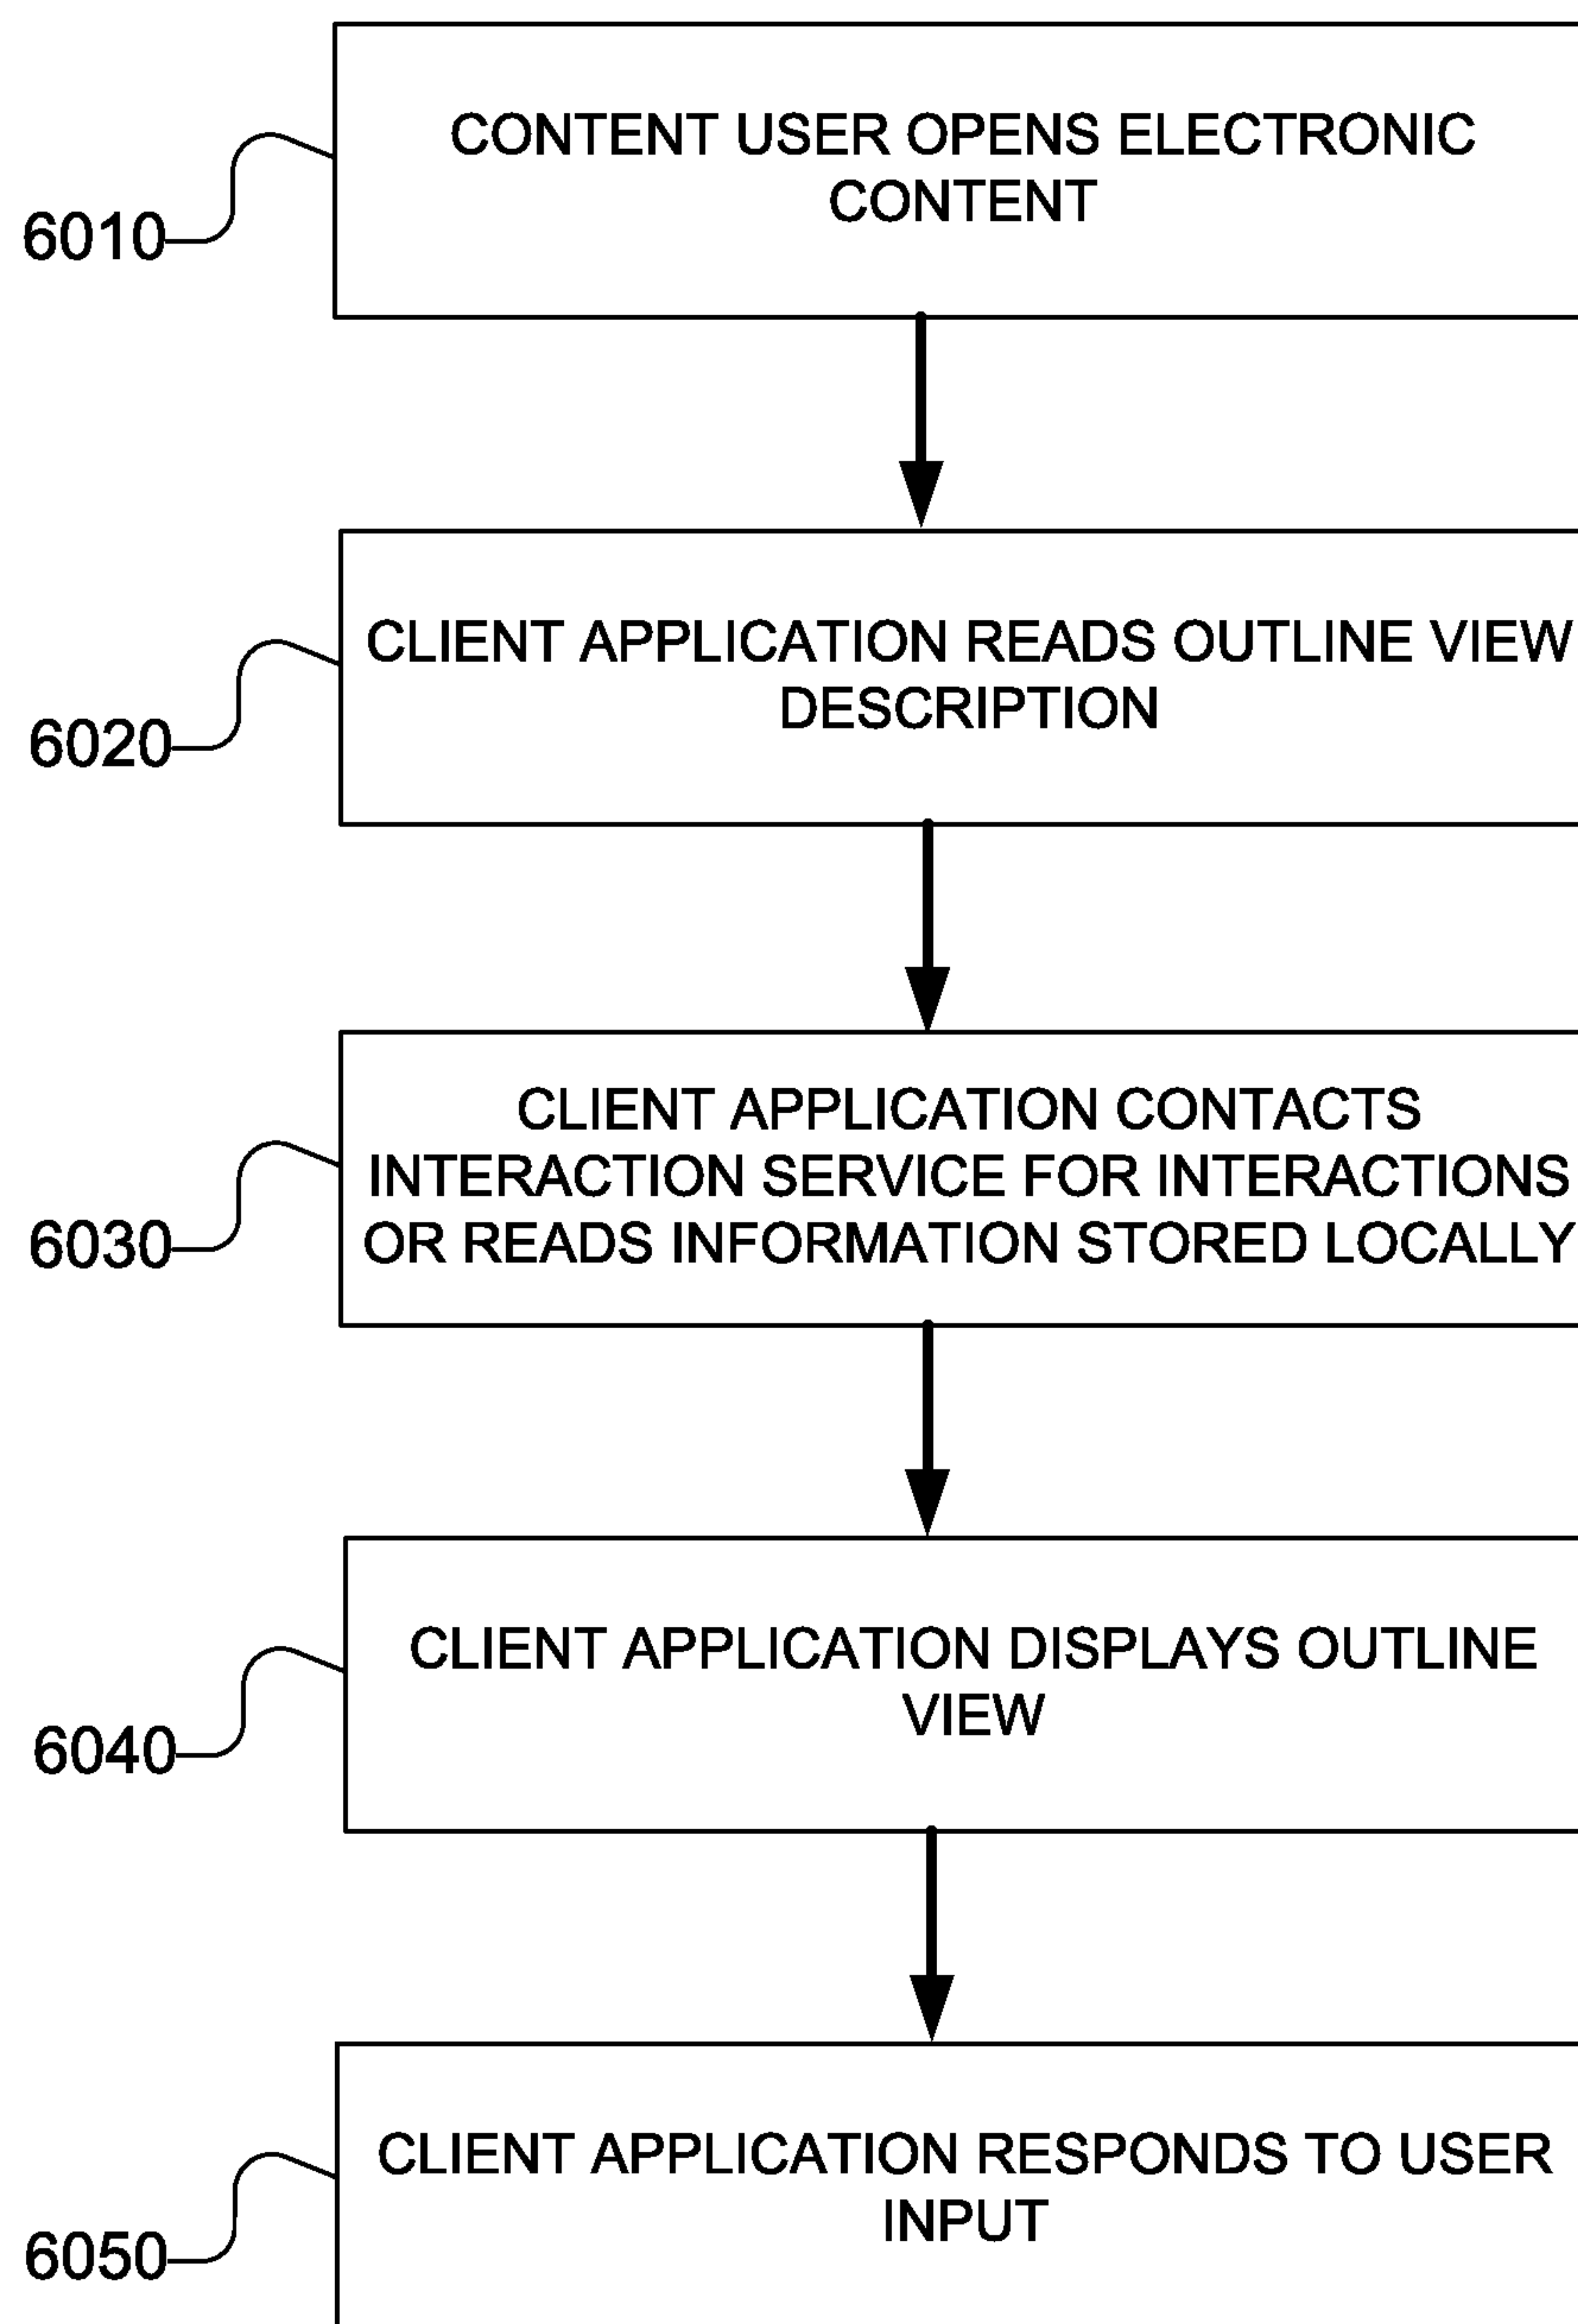 CONTENT USER OPENS ELECTRONIC
CONTENT
6010
CLIENT APPLICATION READS OUTLINE VIEW
DESCRIPTION
6020
CLIENT APPLICATION CONTACTS
INTERACTION SERVICE FOR INTERACTIONS
OR READS INFORMATION STORED LOCALLY
6030
CLIENT APPLICATION DISPLAYS OUTLINE
VIEW
6040
CLIENT APPLICATION RESPONDS TO USER
INPUT
6050